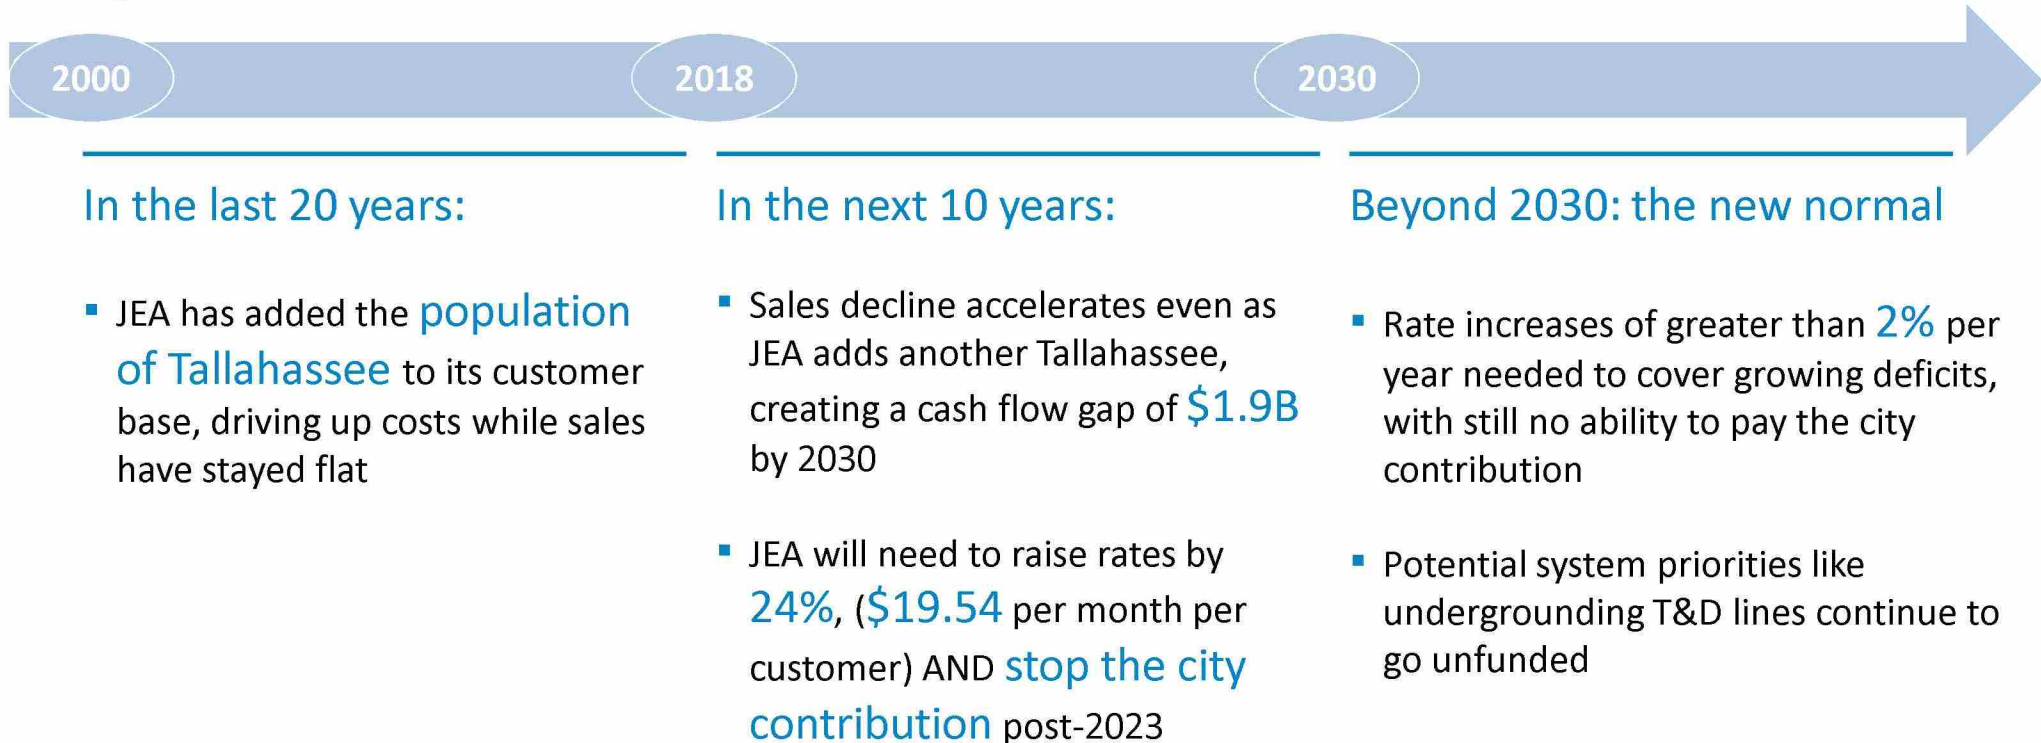 2000
2018
2030
In the last 20 years:
▪ JEA has added the population
of Tallahassee to its customer
base, driving up costs while sales
have stayed flat
In the next 10 years:
▪ Sales decline accelerates even as
JEA adds another Tallahassee,
creating a cash flow gap of $1.9B
by 2030
▪ JEA will need to raise rates by
24%, ($19.54 per month per
customer) AND stop the city
contribution post-2023
Beyond 2030: the new normal
▪ Rate increases of greater than 2% per
year needed to cover growing deficits,
with still no ability to pay the city
contribution
▪ Potential system priorities like
undergrounding T&D lines continue to
go unfunded